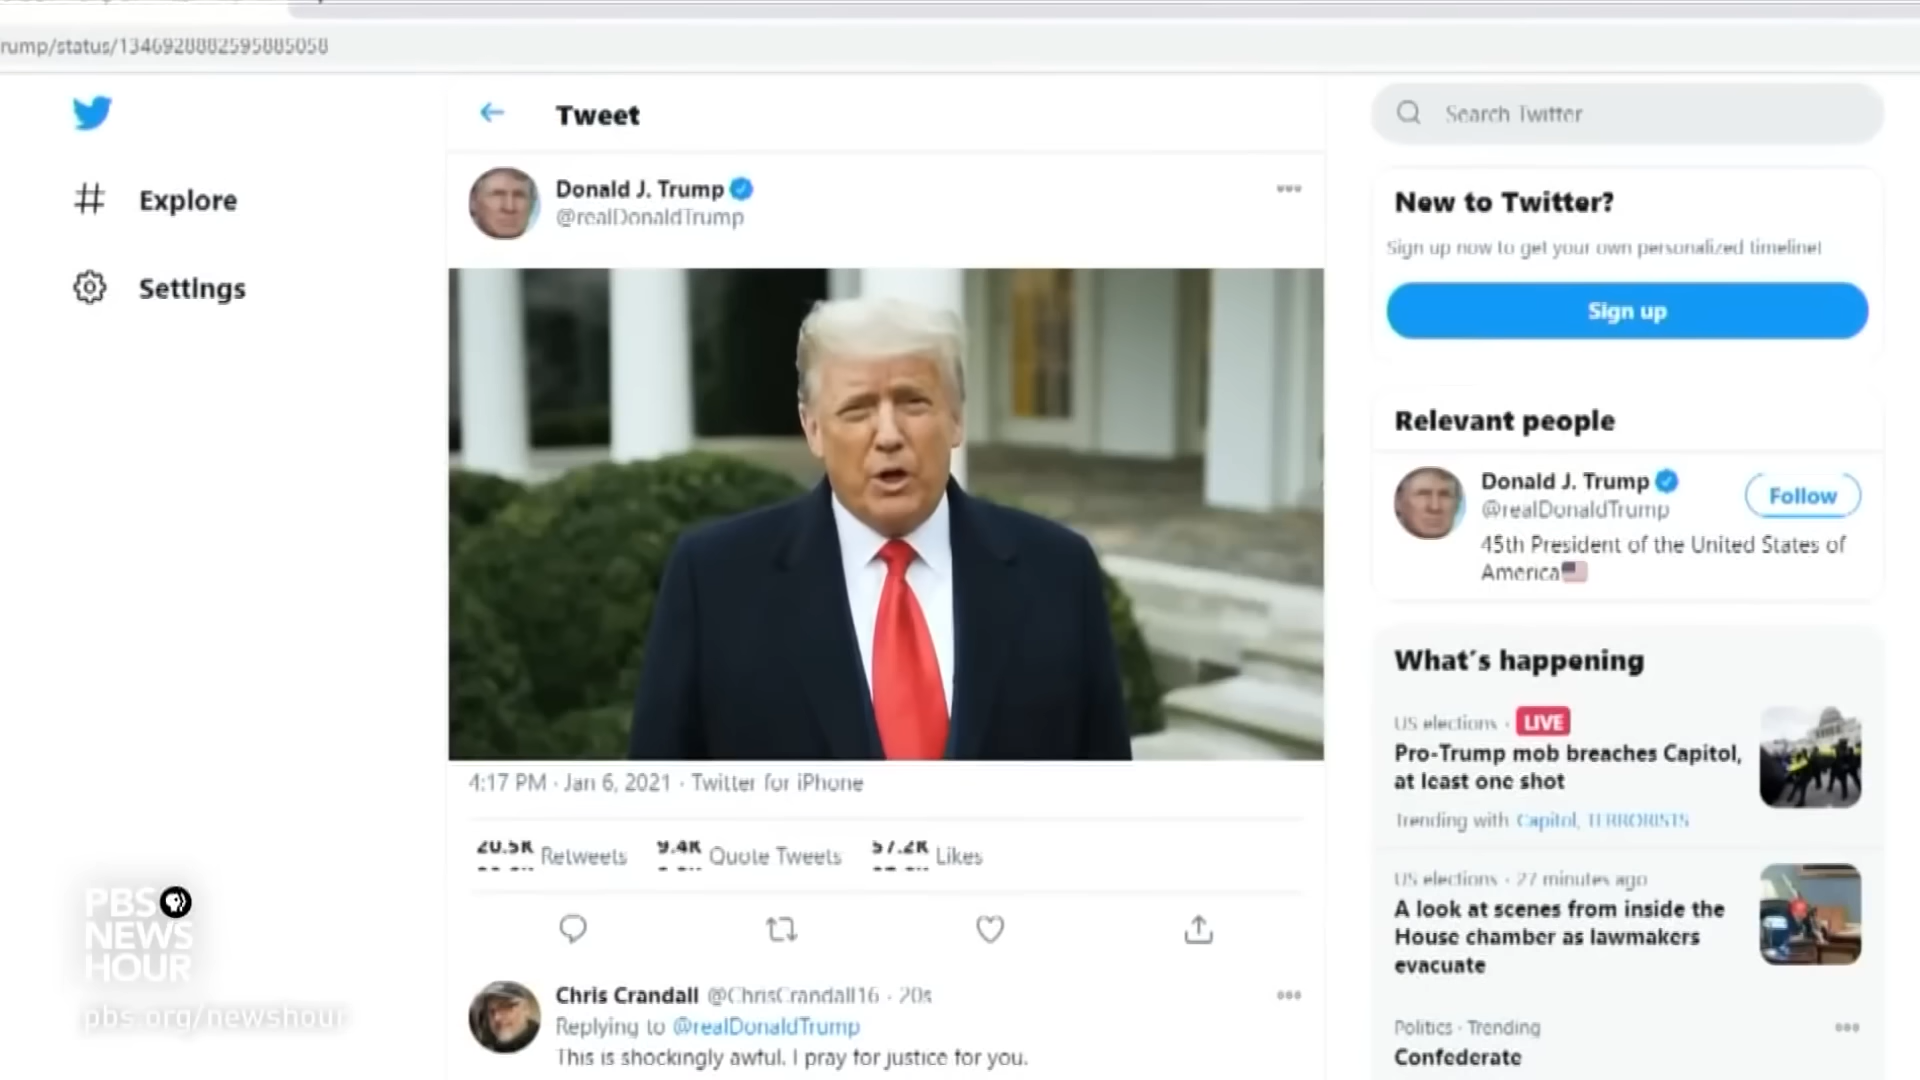 rump/status/1346928882595885058
Tweet
Search Twitter
Explore
Settings
Donald J. Trump
@realDonaldTrump
New to Twitter?
Sign up now to get your own personalized timeline!
Sign up
Relevant people
Donald J. Trump
@realDonaldTrump
Follow
45th President of the United States of
America
4:17 PM · Jan 6, 2021 · Twitter for iPhone
20.5K Retweets 9.4K Quote Tweets 57.2K Likes
What's happening
US elections · LIVE
Pro-Trump mob breaches Capitol,
at least one shot
Trending with Capitol, TERRORISTS
US elections · 27 minutes ago
A look at scenes from inside the
House chamber as lawmakers
evacuate
Politics · Trending
Confederate
Chris Crandall @ChrisCrandall16 · 20s
Replying to @realDonaldTrump
This is shockingly awful. I pray for justice for you.
PBS
NEWS
HOUR
pbs.org/newshour